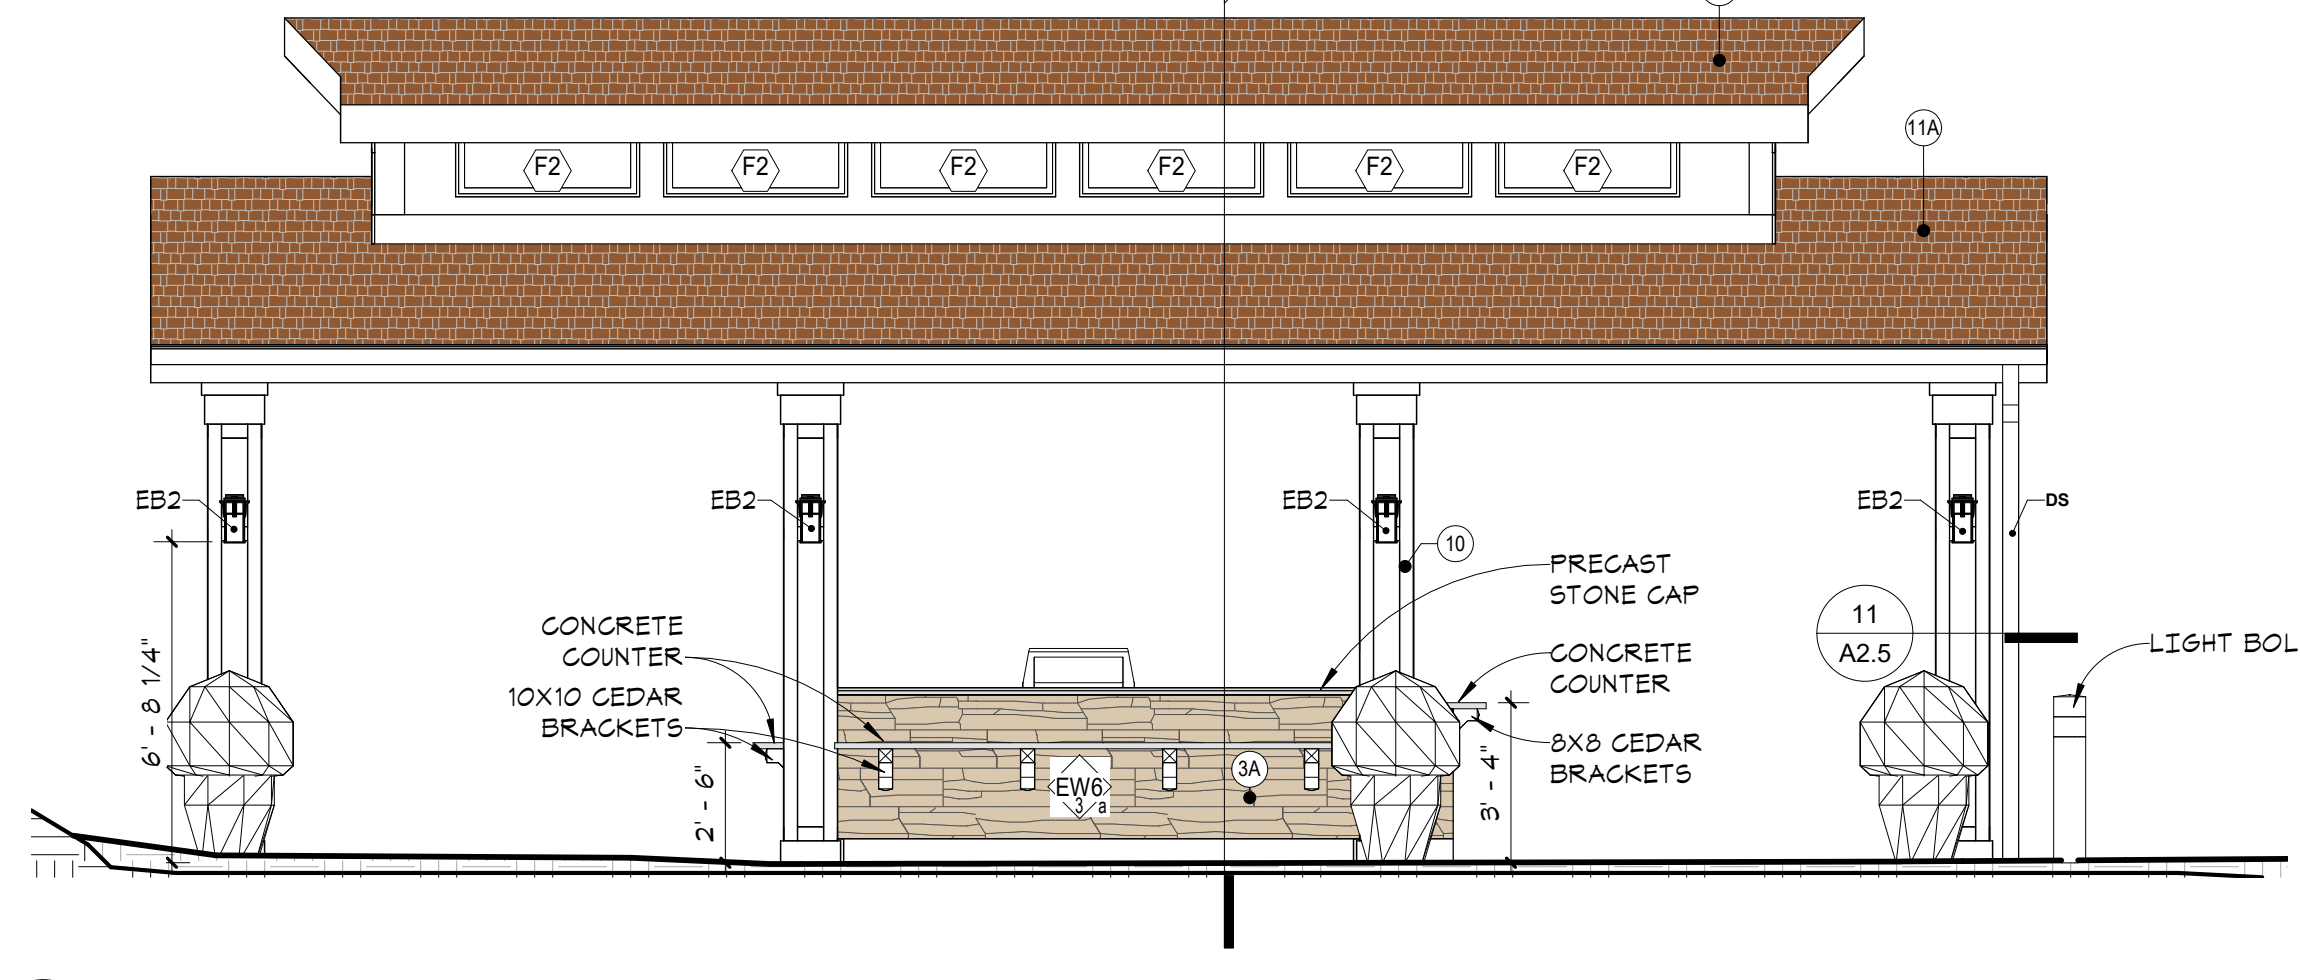 11A
F2 F2 F2 F2 F2 F2
EB2 EB2 EB2 EB2 DS
10
PRECAST
STONE CAP
11
A2.5
CONCRETE
COUNTER
10X10 CEDAR
BRACKETS
CONCRETE
COUNTER
LIGHT BOL
8X8 CEDAR
BRACKETS
6' - 8 1/4"
2' - 6"
3' - 4"
3A
EW6
3 a